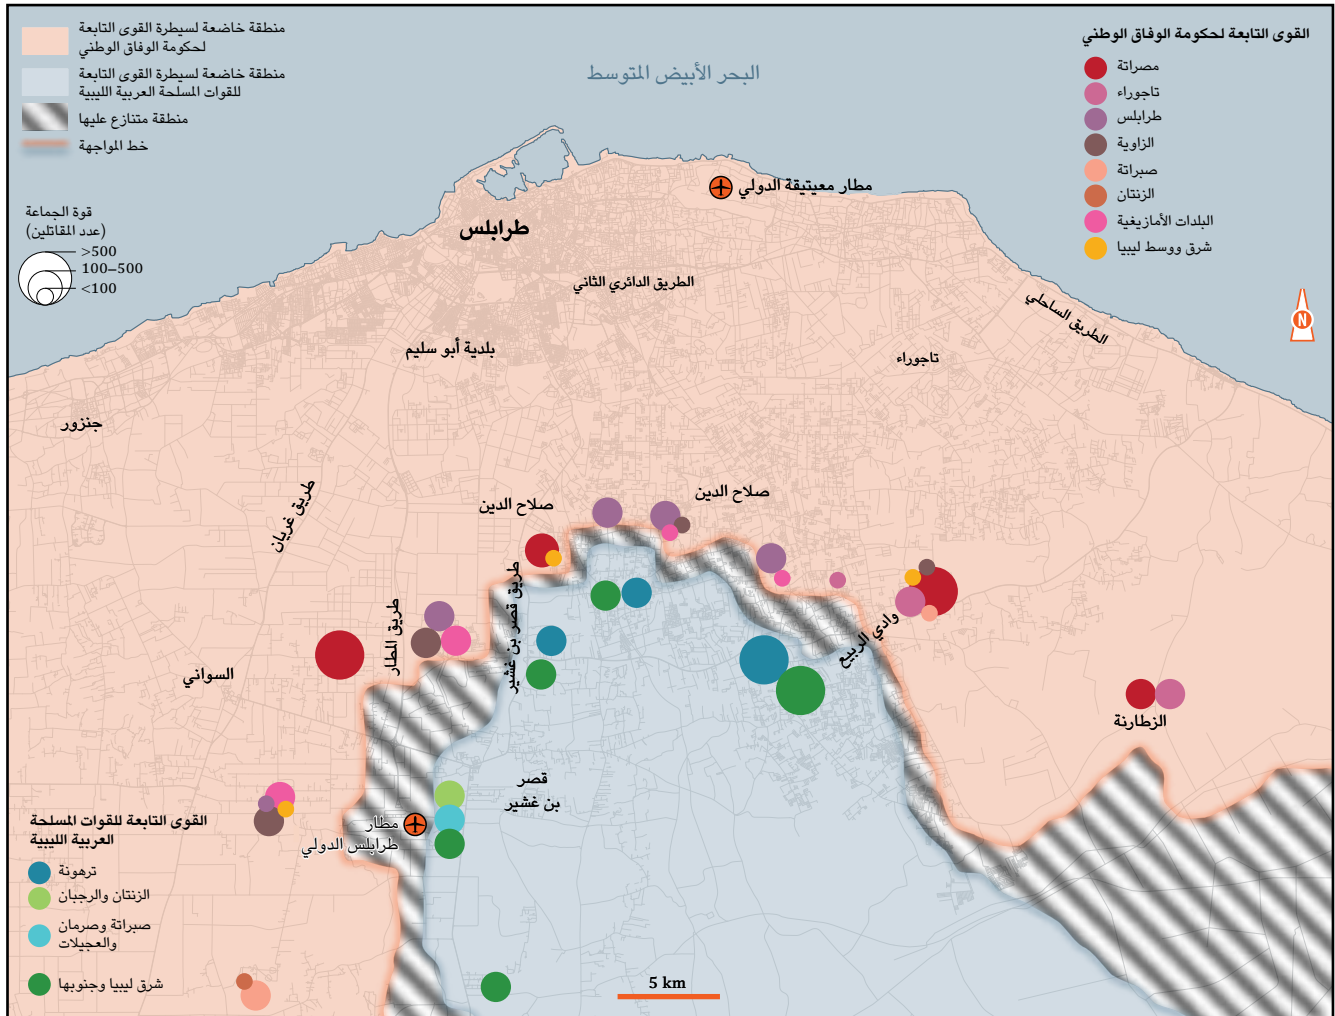 منطقة خاضعة لسيطرة القوى التابعة
لحكومة الوفاق الوطني
منطقة خاضعة لسيطرة القوى التابعة
للقوات المسلحة العربية الليبية
منطقة متنازع عليها
خط المواجهة
قوة الجماعة
(عدد المقاتلين)
>500
100–500
<100
القوى التابعة لحكومة الوفاق الوطني
مصراتة
تاجوراء
طرابلس
الزاوية
صبراتة
الزنتان
البلدات الأمازيغية
شرق ووسط ليبيا
البحر الأبيض المتوسط
مطار معيتيقة الدولي
طرابلس
الطريق الدائري الثاني
الطريق الساحلي
بلدية أبو سليم
تاجوراء
جنزور
طريق غريان
صلاح الدين
صلاح الدين
طريق المطار
طريق قصر بن غشير
وادي الربيع
السواني
الزطارنة
قصر
بن غشير
مطار
طرابلس الدولي
القوى التابعة للقوات المسلحة
العربية الليبية
ترهونة
الزنتان والرجبان
صبراتة وصرمان
والعجيلات
شرق ليبيا وجنوبها
5 km
N